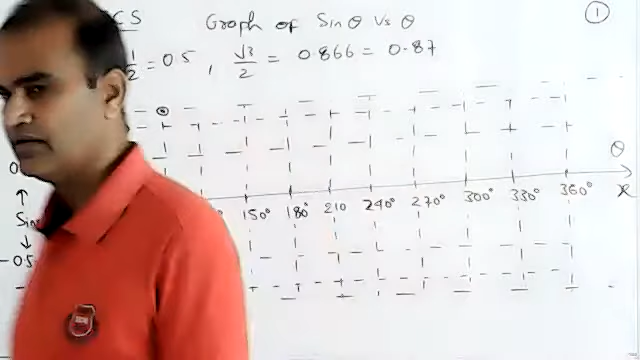 CS Graph of Sinθ Vs θ 1
1/2 = 0.5 , √3/2 = 0.866 = 0.87
θ
150° 180° 210 240° 270° 300° 330° 360° x
↑
Sin
↓
-0.5